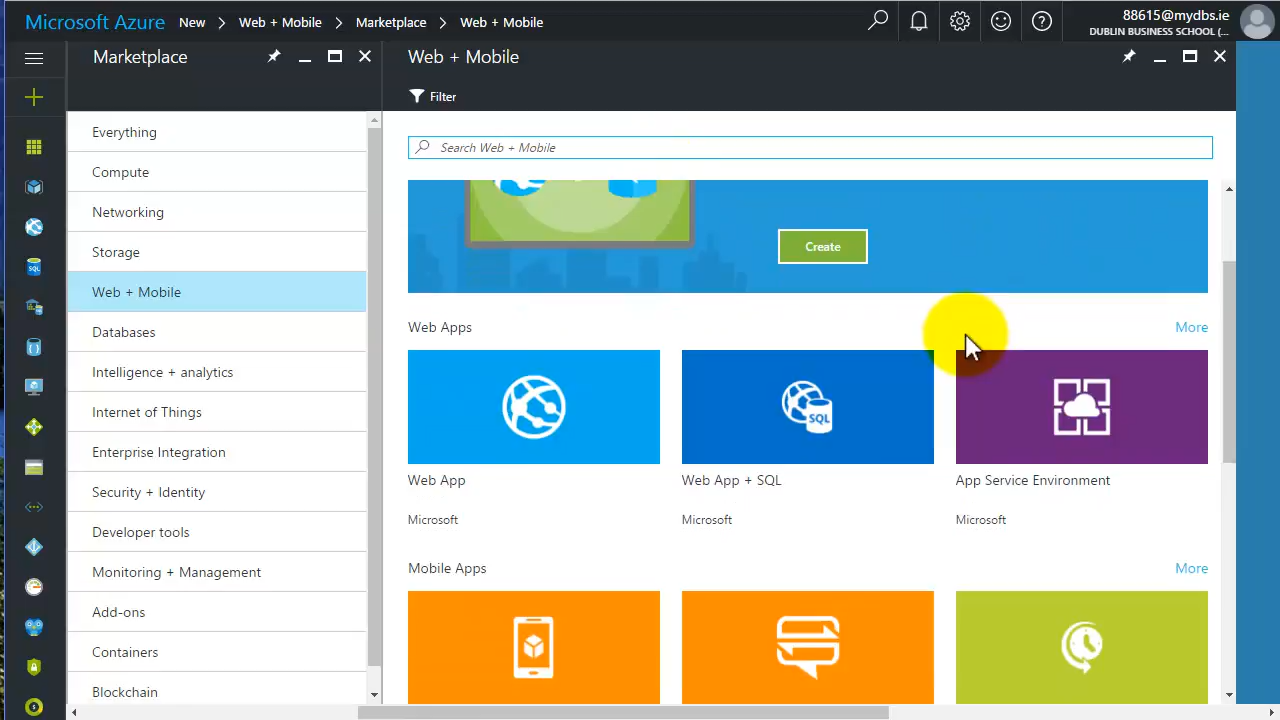 Microsoft Azure New Web + Mobile Marketplace Web + Mobile
88615@mydbs.ie
DUBLIN BUSINESS SCHOOL (...
Marketplace
Everything
Compute
Networking
Storage
Web + Mobile
Databases
Intelligence + analytics
Internet of Things
Enterprise Integration
Security + Identity
Developer tools
Monitoring + Management
Add-ons
Containers
Blockchain
Web + Mobile
Filter
Search Web + Mobile
Create
Web Apps More
SQL
Web App Web App + SQL App Service Environment
Microsoft Microsoft Microsoft
Mobile Apps More
SQL